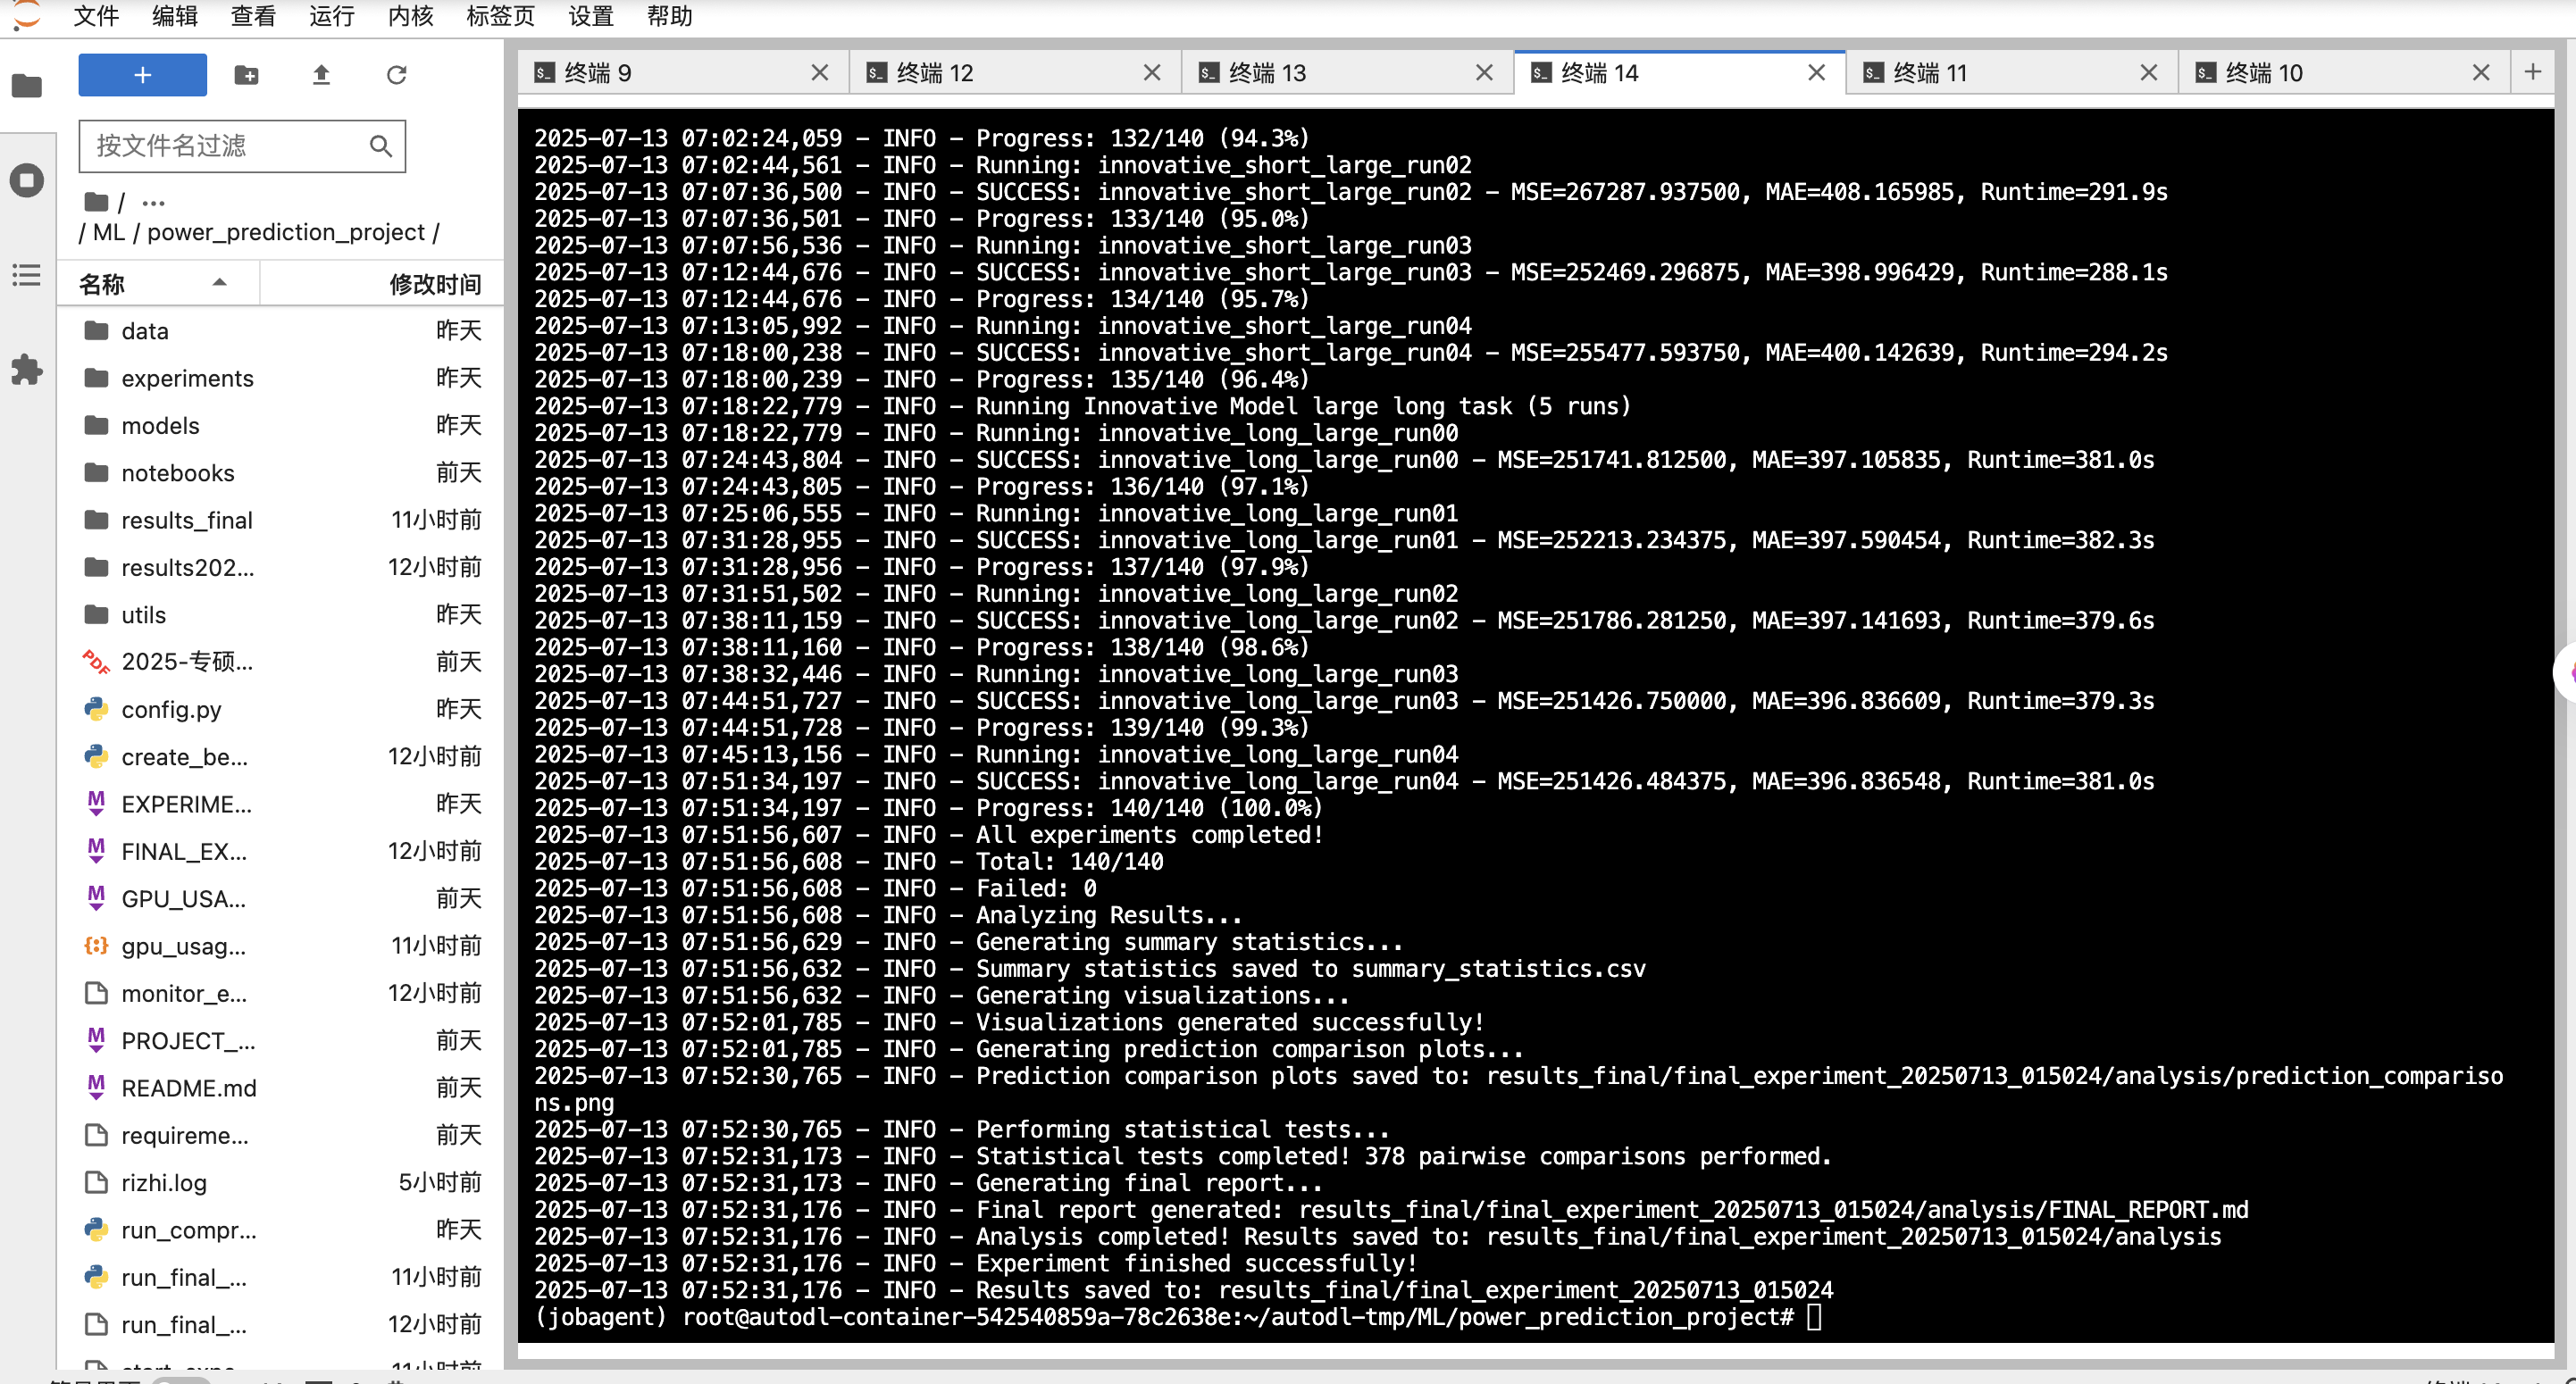 文件 编辑 查看 运行 内核 标签页 设置 帮助
按文件名过滤
/ ...
/ ML / power_prediction_project /
名称 修改时间
data 昨天
experiments 昨天
models 昨天
notebooks 前天
results_final 11小时前
results202... 12小时前
utils 昨天
2025-专硕... 前天
config.py 昨天
create_be... 12小时前
EXPERIME... 昨天
FINAL_EX... 12小时前
GPU_USA... 前天
gpu_usag... 11小时前
monitor_e... 12小时前
PROJECT_... 前天
README.md 前天
requireme... 前天
rizhi.log 5小时前
run_compr... 昨天
run_final_... 11小时前
run_final_... 12小时前
终端 9 终端 12 终端 13 终端 14 终端 11 终端 10
2025-07-13 07:02:24,059 - INFO - Progress: 132/140 (94.3%)
2025-07-13 07:02:44,561 - INFO - Running: innovative_short_large_run02
2025-07-13 07:07:36,500 - INFO - SUCCESS: innovative_short_large_run02 - MSE=267287.937500, MAE=408.165985, Runtime=291.9s
2025-07-13 07:07:36,501 - INFO - Progress: 133/140 (95.0%)
2025-07-13 07:07:56,536 - INFO - Running: innovative_short_large_run03
2025-07-13 07:12:44,676 - INFO - SUCCESS: innovative_short_large_run03 - MSE=252469.296875, MAE=398.996429, Runtime=288.1s
2025-07-13 07:12:44,676 - INFO - Progress: 134/140 (95.7%)
2025-07-13 07:13:05,992 - INFO - Running: innovative_short_large_run04
2025-07-13 07:18:00,238 - INFO - SUCCESS: innovative_short_large_run04 - MSE=255477.593750, MAE=400.142639, Runtime=294.2s
2025-07-13 07:18:00,239 - INFO - Progress: 135/140 (96.4%)
2025-07-13 07:18:22,779 - INFO - Running Innovative Model large long task (5 runs)
2025-07-13 07:18:22,779 - INFO - Running: innovative_long_large_run00
2025-07-13 07:24:43,804 - INFO - SUCCESS: innovative_long_large_run00 - MSE=251741.812500, MAE=397.105835, Runtime=381.0s
2025-07-13 07:24:43,805 - INFO - Progress: 136/140 (97.1%)
2025-07-13 07:25:06,555 - INFO - Running: innovative_long_large_run01
2025-07-13 07:31:28,955 - INFO - SUCCESS: innovative_long_large_run01 - MSE=252213.234375, MAE=397.590454, Runtime=382.3s
2025-07-13 07:31:28,956 - INFO - Progress: 137/140 (97.9%)
2025-07-13 07:31:51,502 - INFO - Running: innovative_long_large_run02
2025-07-13 07:38:11,159 - INFO - SUCCESS: innovative_long_large_run02 - MSE=251786.281250, MAE=397.141693, Runtime=379.6s
2025-07-13 07:38:11,160 - INFO - Progress: 138/140 (98.6%)
2025-07-13 07:38:32,446 - INFO - Running: innovative_long_large_run03
2025-07-13 07:44:51,727 - INFO - SUCCESS: innovative_long_large_run03 - MSE=251426.750000, MAE=396.836609, Runtime=379.3s
2025-07-13 07:44:51,728 - INFO - Progress: 139/140 (99.3%)
2025-07-13 07:45:13,156 - INFO - Running: innovative_long_large_run04
2025-07-13 07:51:34,197 - INFO - SUCCESS: innovative_long_large_run04 - MSE=251426.484375, MAE=396.836548, Runtime=381.0s
2025-07-13 07:51:34,197 - INFO - Progress: 140/140 (100.0%)
2025-07-13 07:51:56,607 - INFO - All experiments completed!
2025-07-13 07:51:56,608 - INFO - Total: 140/140
2025-07-13 07:51:56,608 - INFO - Failed: 0
2025-07-13 07:51:56,608 - INFO - Analyzing Results...
2025-07-13 07:51:56,629 - INFO - Generating summary statistics...
2025-07-13 07:51:56,632 - INFO - Summary statistics saved to summary_statistics.csv
2025-07-13 07:51:56,632 - INFO - Generating visualizations...
2025-07-13 07:52:01,785 - INFO - Visualizations generated successfully!
2025-07-13 07:52:01,785 - INFO - Generating prediction comparison plots...
2025-07-13 07:52:30,765 - INFO - Prediction comparison plots saved to: results_final/final_experiment_20250713_015024/analysis/prediction_compariso
ns.png
2025-07-13 07:52:30,765 - INFO - Performing statistical tests...
2025-07-13 07:52:31,173 - INFO - Statistical tests completed! 378 pairwise comparisons performed.
2025-07-13 07:52:31,173 - INFO - Generating final report...
2025-07-13 07:52:31,176 - INFO - Final report generated: results_final/final_experiment_20250713_015024/analysis/FINAL_REPORT.md
2025-07-13 07:52:31,176 - INFO - Analysis completed! Results saved to: results_final/final_experiment_20250713_015024/analysis
2025-07-13 07:52:31,176 - INFO - Experiment finished successfully!
2025-07-13 07:52:31,176 - INFO - Results saved to: results_final/final_experiment_20250713_015024
(jobagent) root@autodl-container-542540859a-78c2638e:~/autodl-tmp/ML/power_prediction_project#